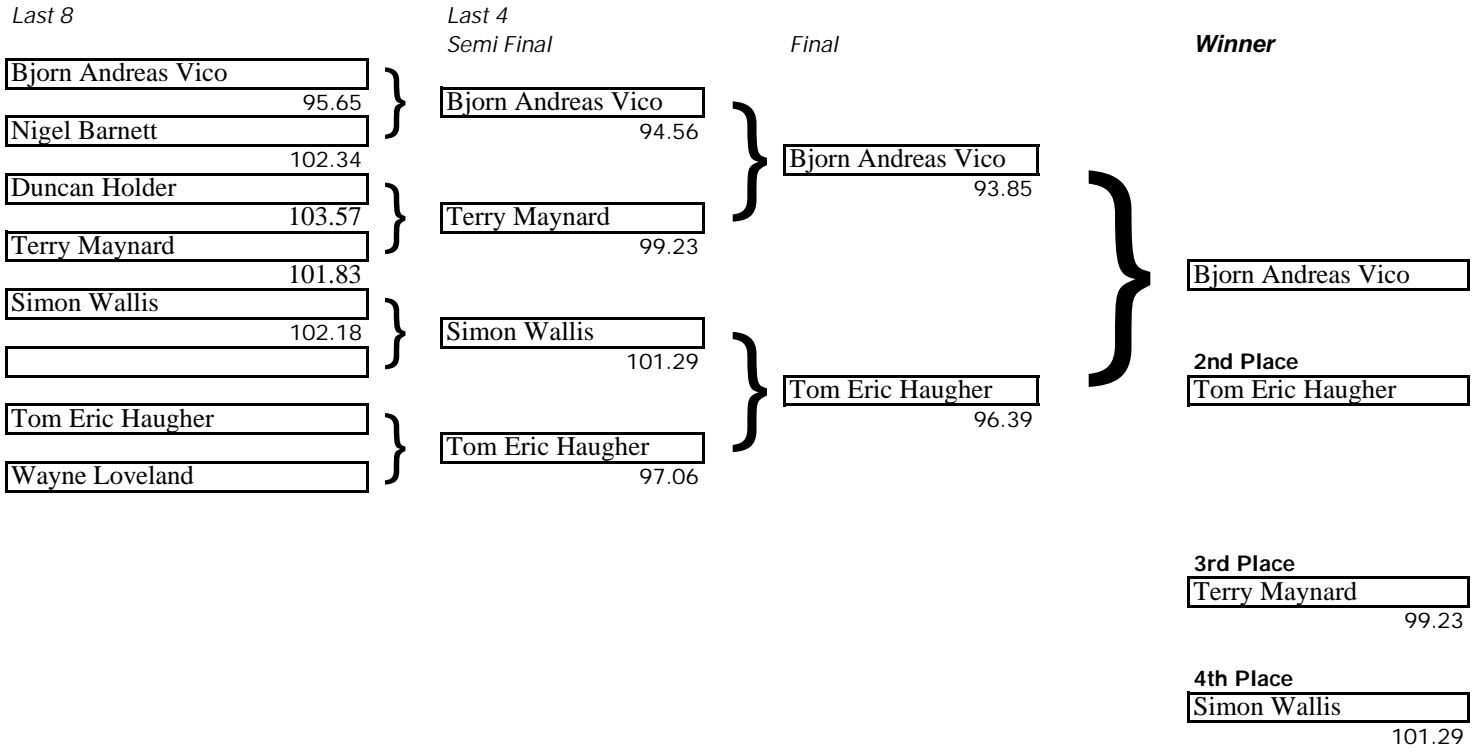 Last 8
Bjorn Andreas Vico
95.65
Nigel Barnett
102.34
Duncan Holder
103.57
Terry Maynard
101.83
Simon Wallis
102.18
Tom Eric Haugher
Wayne Loveland
Last 4
Semi Final
Bjorn Andreas Vico
94.56
Terry Maynard
99.23
Simon Wallis
101.29
Tom Eric Haugher
97.06
Final
Bjorn Andreas Vico
93.85
Tom Eric Haugher
96.39
Winner
Bjorn Andreas Vico
2nd Place
Tom Eric Haugher
3rd Place
Terry Maynard
99.23
4th Place
Simon Wallis
101.29